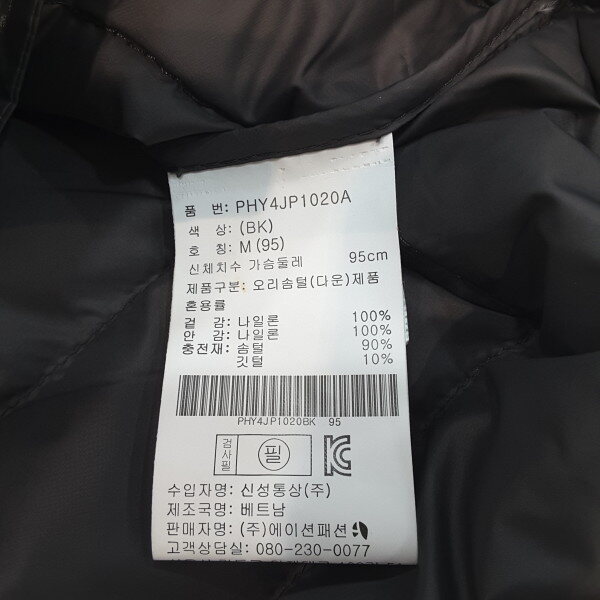 품 번: PHY4JP1020A
색 상: (BK)
호 칭: M (95)
신체치수 가슴둘레 95cm
제품구분: 오리솜털(다운)제품
혼용률
겉 감: 나일론 100%
안 감: 나일론 100%
충전재: 솜털 90%
깃털 10%
PHY4JP1020BK 95
검사필 필 KC
수입자명: 신성통상(주)
제조국명: 베트남
판매자명: (주)에이션패션
고객상담실: 080-230-0077